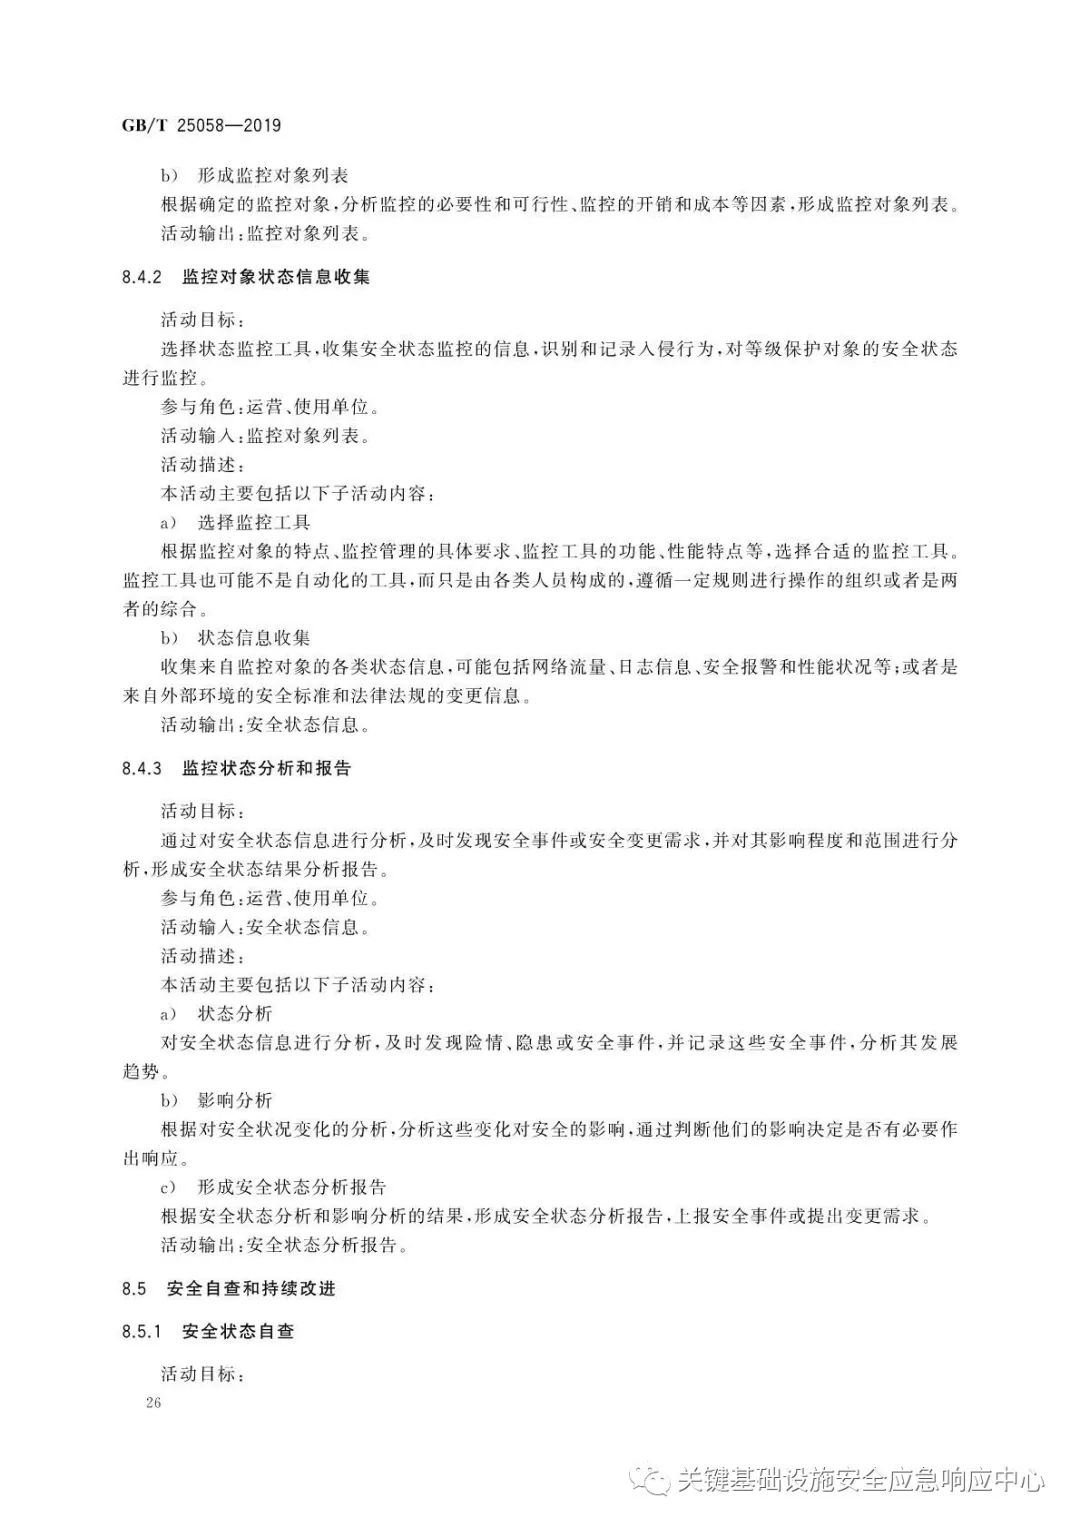 GB/T 25058—2019
b) 形成监控对象列表
根据确定的监控对象,分析监控的必要性和可行性、监控的开销和成本等因素,形成监控对象列表。
活动输出:监控对象列表。
8.4.2 监控对象状态信息收集
活动目标:
选择状态监控工具,收集安全状态监控的信息,识别和记录入侵行为,对等级保护对象的安全状态
进行监控。
参与角色:运营、使用单位。
活动输入:监控对象列表。
活动描述:
本活动主要包括以下子活动内容:
a) 选择监控工具
根据监控对象的特点、监控管理的具体要求、监控工具的功能、性能特点等,选择合适的监控工具。
监控工具也可能不是自动化的工具,而只是由各类人员构成的,遵循一定规则进行操作的组织或者是两
者的综合。
b) 状态信息收集
收集来自监控对象的各类状态信息,可能包括网络流量、日志信息、安全报警和性能状况等;或者是
来自外部环境的安全标准和法律法规的变更信息。
活动输出:安全状态信息。
8.4.3 监控状态分析和报告
活动目标:
通过对安全状态信息进行分析,及时发现安全事件或安全变更需求,并对其影响程度和范围进行分
析,形成安全状态结果分析报告。
参与角色:运营、使用单位。
活动输入:安全状态信息。
活动描述:
本活动主要包括以下子活动内容:
a) 状态分析
对安全状态信息进行分析,及时发现险情、隐患或安全事件,并记录这些安全事件,分析其发展
趋势。
b) 影响分析
根据对安全状况变化的分析,分析这些变化对安全的影响,通过判断他们的影响决定是否有必要作
出响应。
c) 形成安全状态分析报告
根据安全状态分析和影响分析的结果,形成安全状态分析报告,上报安全事件或提出变更需求。
活动输出:安全状态分析报告。
8.5 安全自查和持续改进
8.5.1 安全状态自查
活动目标:
26
关键基础设施安全应急响应中心